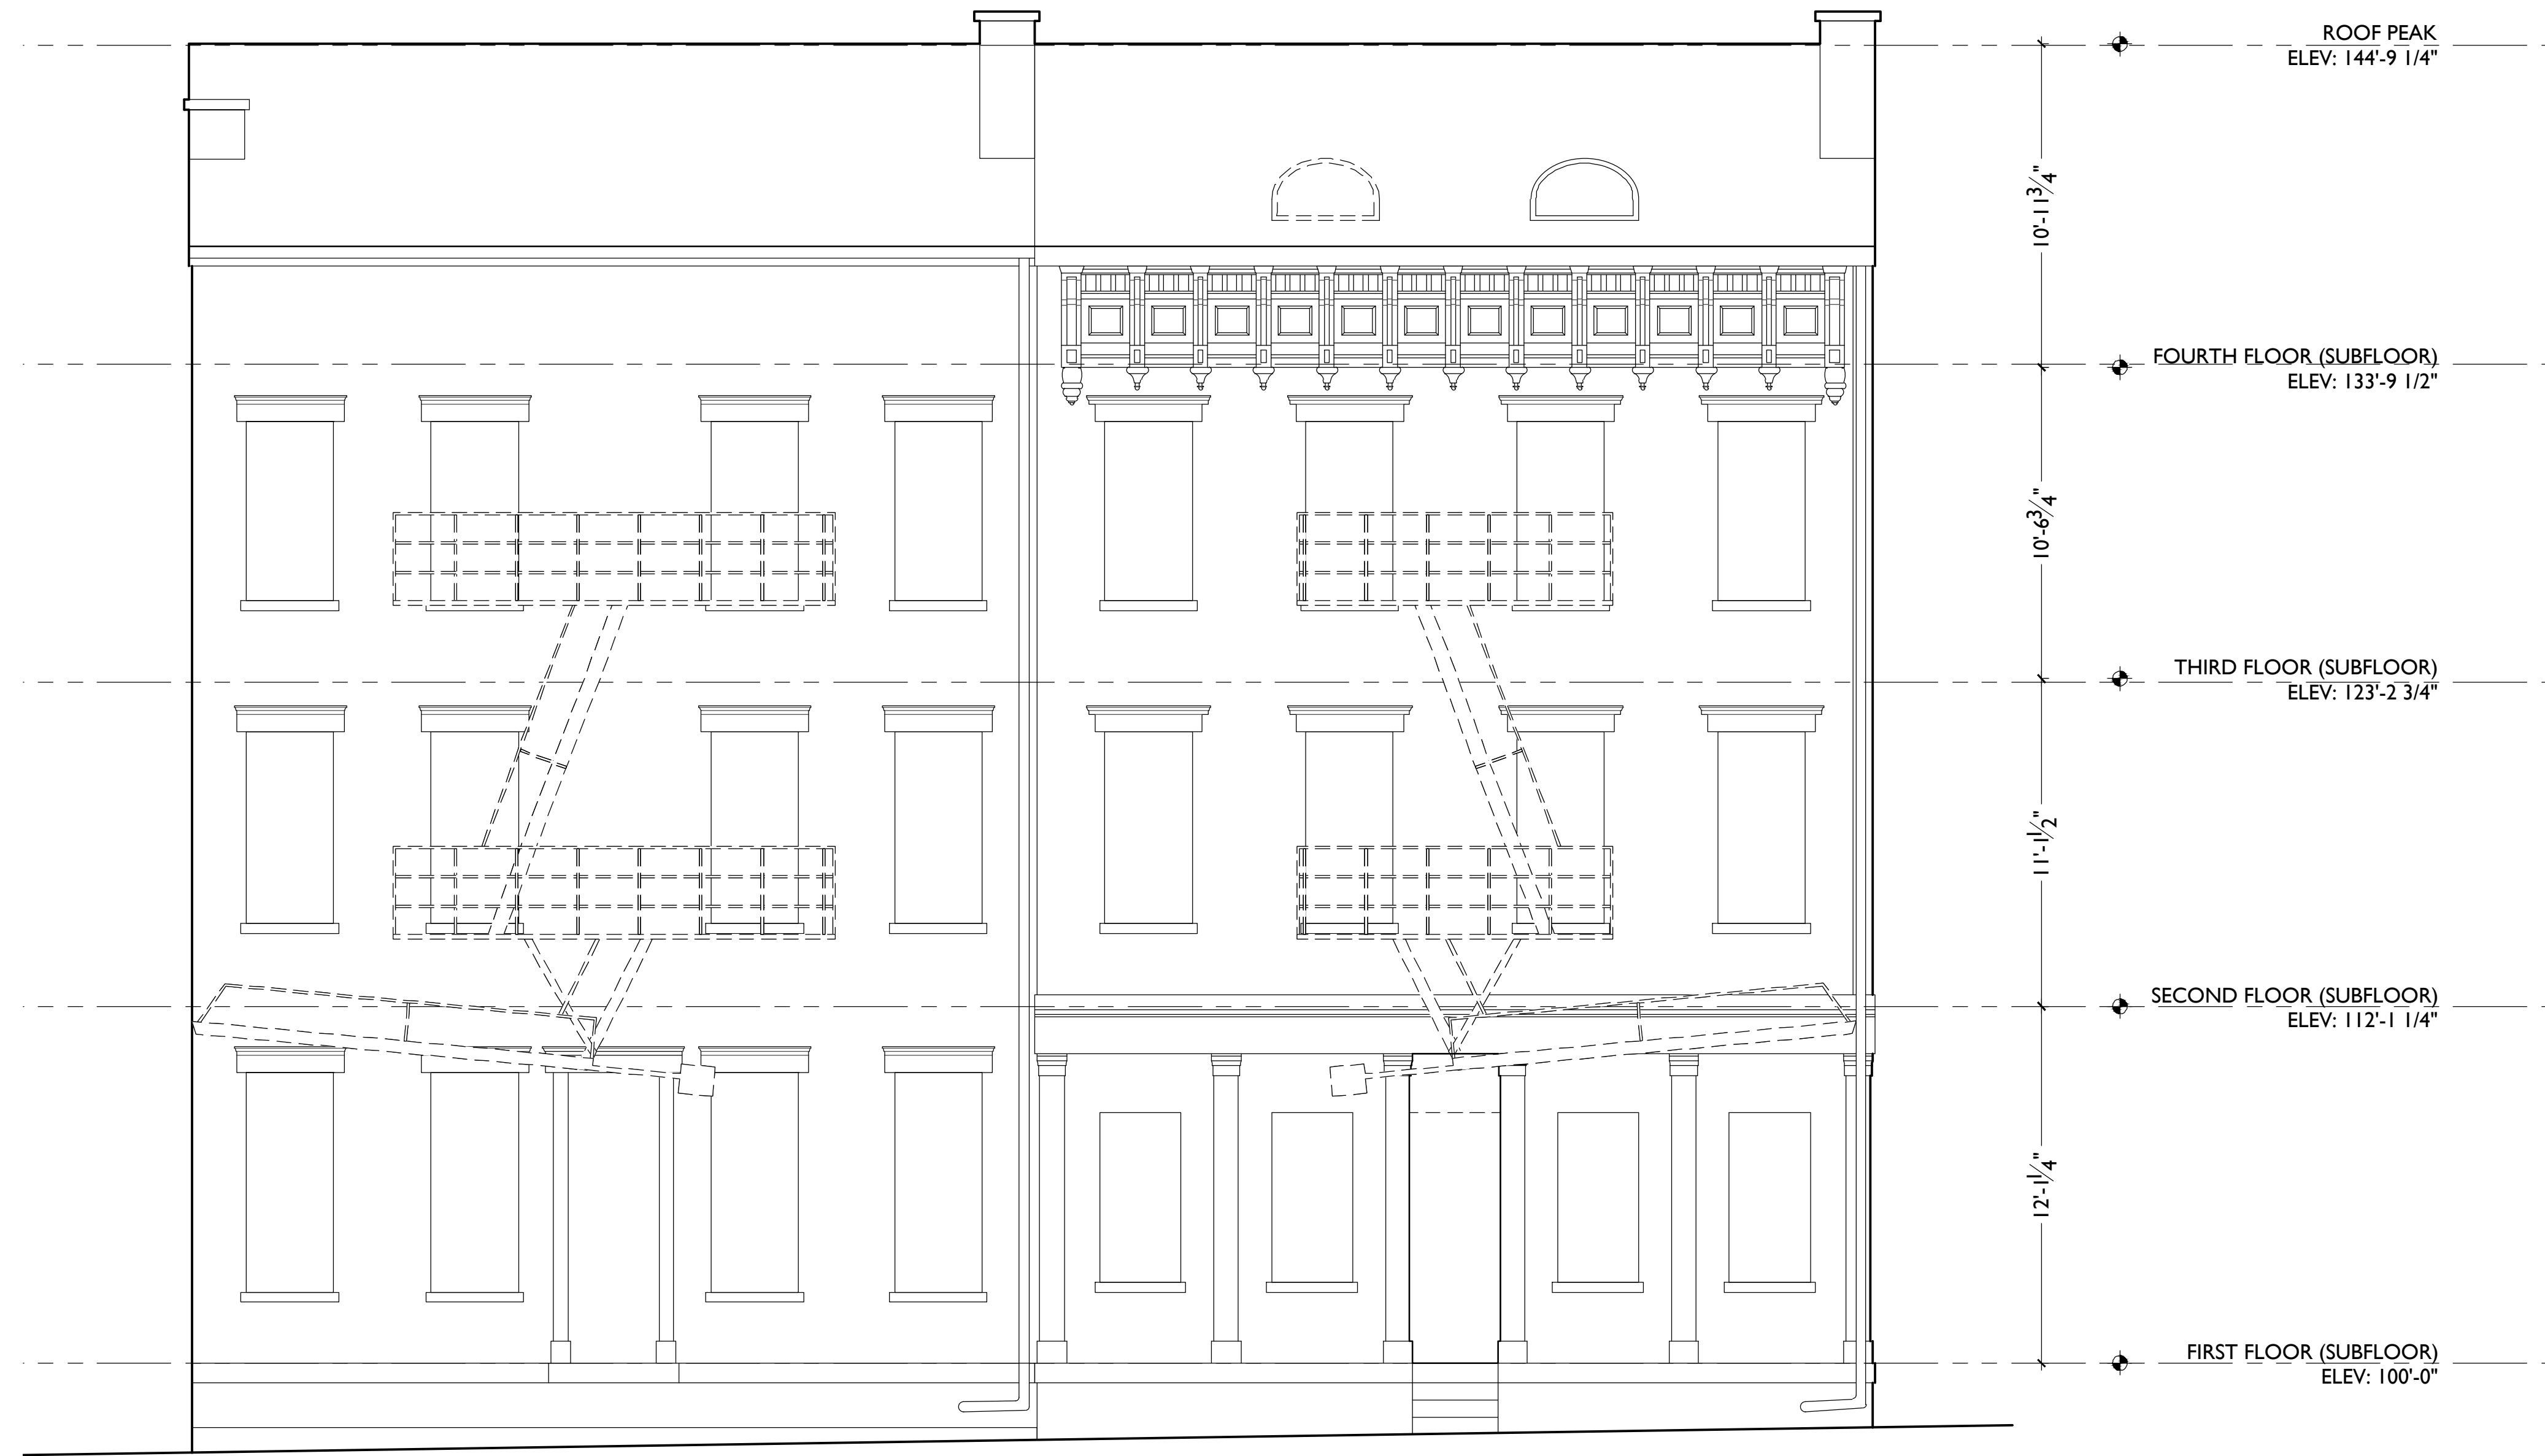 ROOF PEAK
ELEV: 144'-9 1/4"
10'-11 3/4"
FOURTH FLOOR (SUBFLOOR)
ELEV: 133'-9 1/2"
10'-6 3/4"
THIRD FLOOR (SUBFLOOR)
ELEV: 123'-2 3/4"
11'-1 1/2"
SECOND FLOOR (SUBFLOOR)
ELEV: 112'-1 1/4"
12'-1 1/4"
FIRST FLOOR (SUBFLOOR)
ELEV: 100'-0"